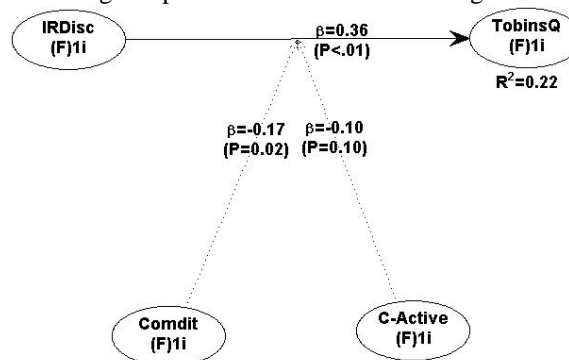 IRDisc
(F)1i
β=0.36
(P<.01)
TobinsQ
(F)1i
R²=0.22
β=-0.17
(P=0.02)
β=-0.10
(P=0.10)
Comdit
(F)1i
C-Active
(F)1i